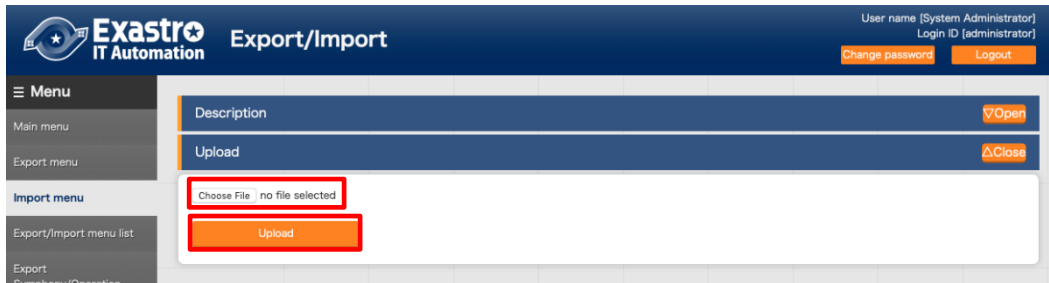 Exastro
IT Automation
Export/Import
User name [System Administrator]
Login ID [administrator]
Change password
Logout
☰ Menu
Main menu
Export menu
Import menu
Export/Import menu list
Export
Description
▽Open
Upload
△Close
Choose File no file selected
Upload